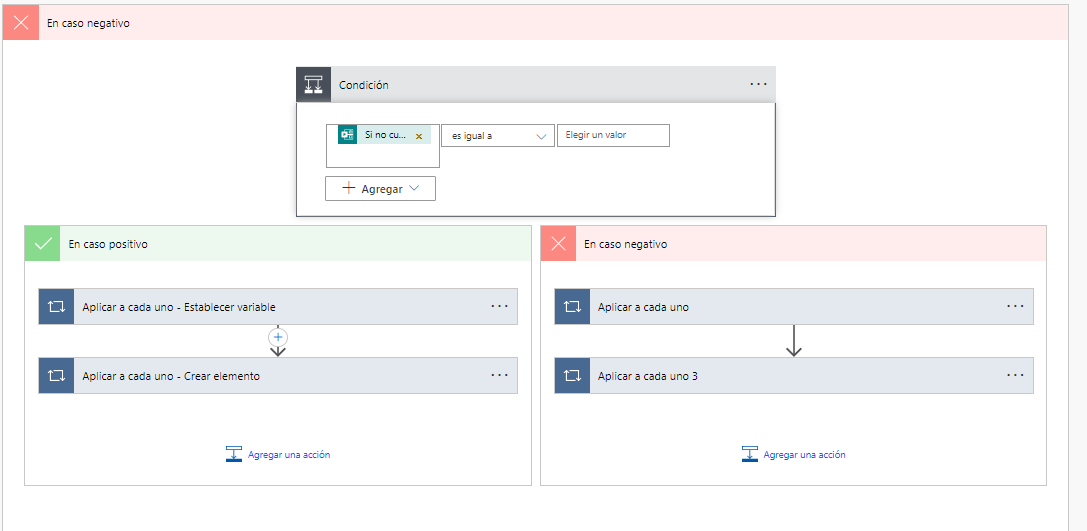 En caso negativo
Condición
Si no cu... x
es igual a
Elegir un valor
Agregar
En caso positivo
En caso negativo
Aplicar a cada uno - Establecer variable
Aplicar a cada uno
Aplicar a cada uno - Crear elemento
Aplicar a cada uno 3
Agregar una acción
Agregar una acción